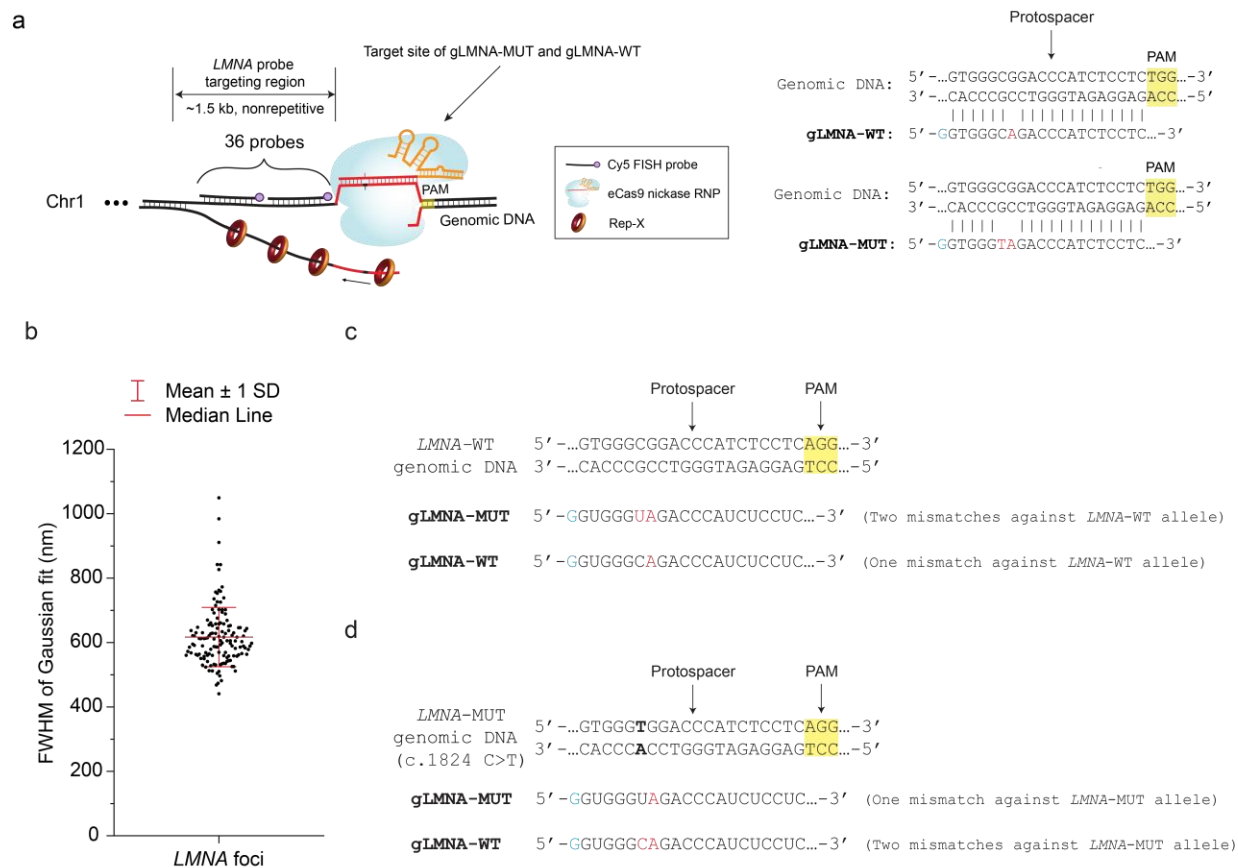 a
Target site of gLMNA-MUT and gLMNA-WT
LMNA probe
targeting region
~1.5 kb, nonrepetitive
36 probes
Chr1
PAM
Genomic DNA
Cy5 FISH probe
eCas9 nickase RNP
Rep-X
Protospacer
PAM
Genomic DNA: 5′-…GTGGGCGGACCCATCTCCTCTGG…-3′
3′-…CACCCGCCTGGGTAGAGGAGACC…-5′
gLMNA-WT: 5′-GGTGGGCAGACCCATCTCCTC…-3′
PAM
Genomic DNA: 5′-…GTGGGCGGACCCATCTCCTCTGG…-3′
3′-…CACCCGCCTGGGTAGAGGAGACC…-5′
gLMNA-MUT: 5′-GGTGGGTAGACCCATCTCCTC…-3′
b
Mean ± 1 SD
Median Line
FWHM of Gaussian fit (nm)
1200
1000
800
600
400
200
0
LMNA foci
c
Protospacer PAM
LMNA-WT 5′-…GTGGGCGGACCCATCTCCTCAGG…-3′
genomic DNA 3′-…CACCCGCCTGGGTAGAGGAGTCC…-5′
gLMNA-MUT 5′-GGUGGGUAGACCCAUCUCCUC…-3′ (Two mismatches against LMNA-WT allele)
gLMNA-WT 5′-GGUGGGCAGACCCAUCUCCUC…-3′ (One mismatch against LMNA-WT allele)
d
Protospacer PAM
LMNA-MUT 5′-…GTGGGTGGACCCATCTCCTCAGG…-3′
genomic DNA 3′-…CACCCACCTGGGTAGAGGAGTCC…-5′
(c.1824 C>T)
gLMNA-MUT 5′-GGUGGGUAGACCCAUCUCCUC…-3′ (One mismatch against LMNA-MUT allele)
gLMNA-WT 5′-GGUGGGCAGACCCAUCUCCUC…-3′ (Two mismatches against LMNA-MUT allele)